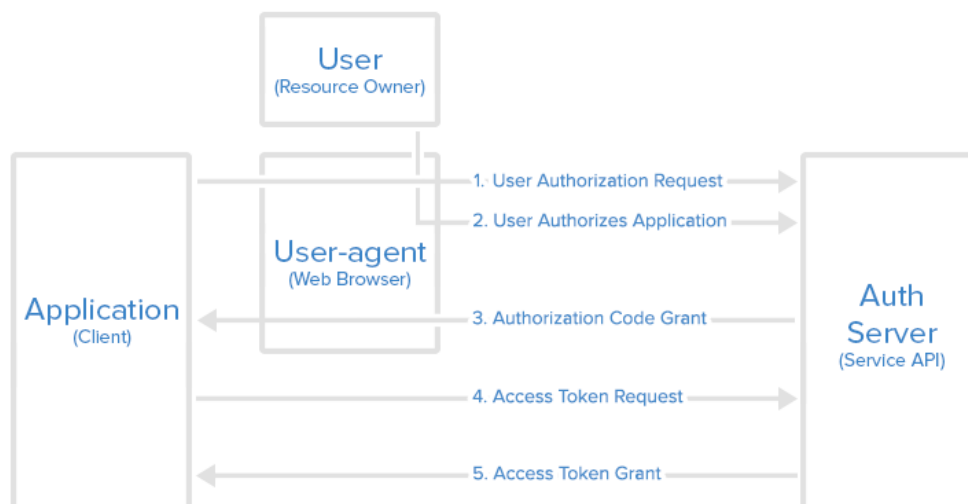 User
(Resource Owner)
1. User Authorization Request
2. User Authorizes Application
User-agent
(Web Browser)
Application
(Client)
3. Authorization Code Grant
Auth
Server
(Service API)
4. Access Token Request
5. Access Token Grant